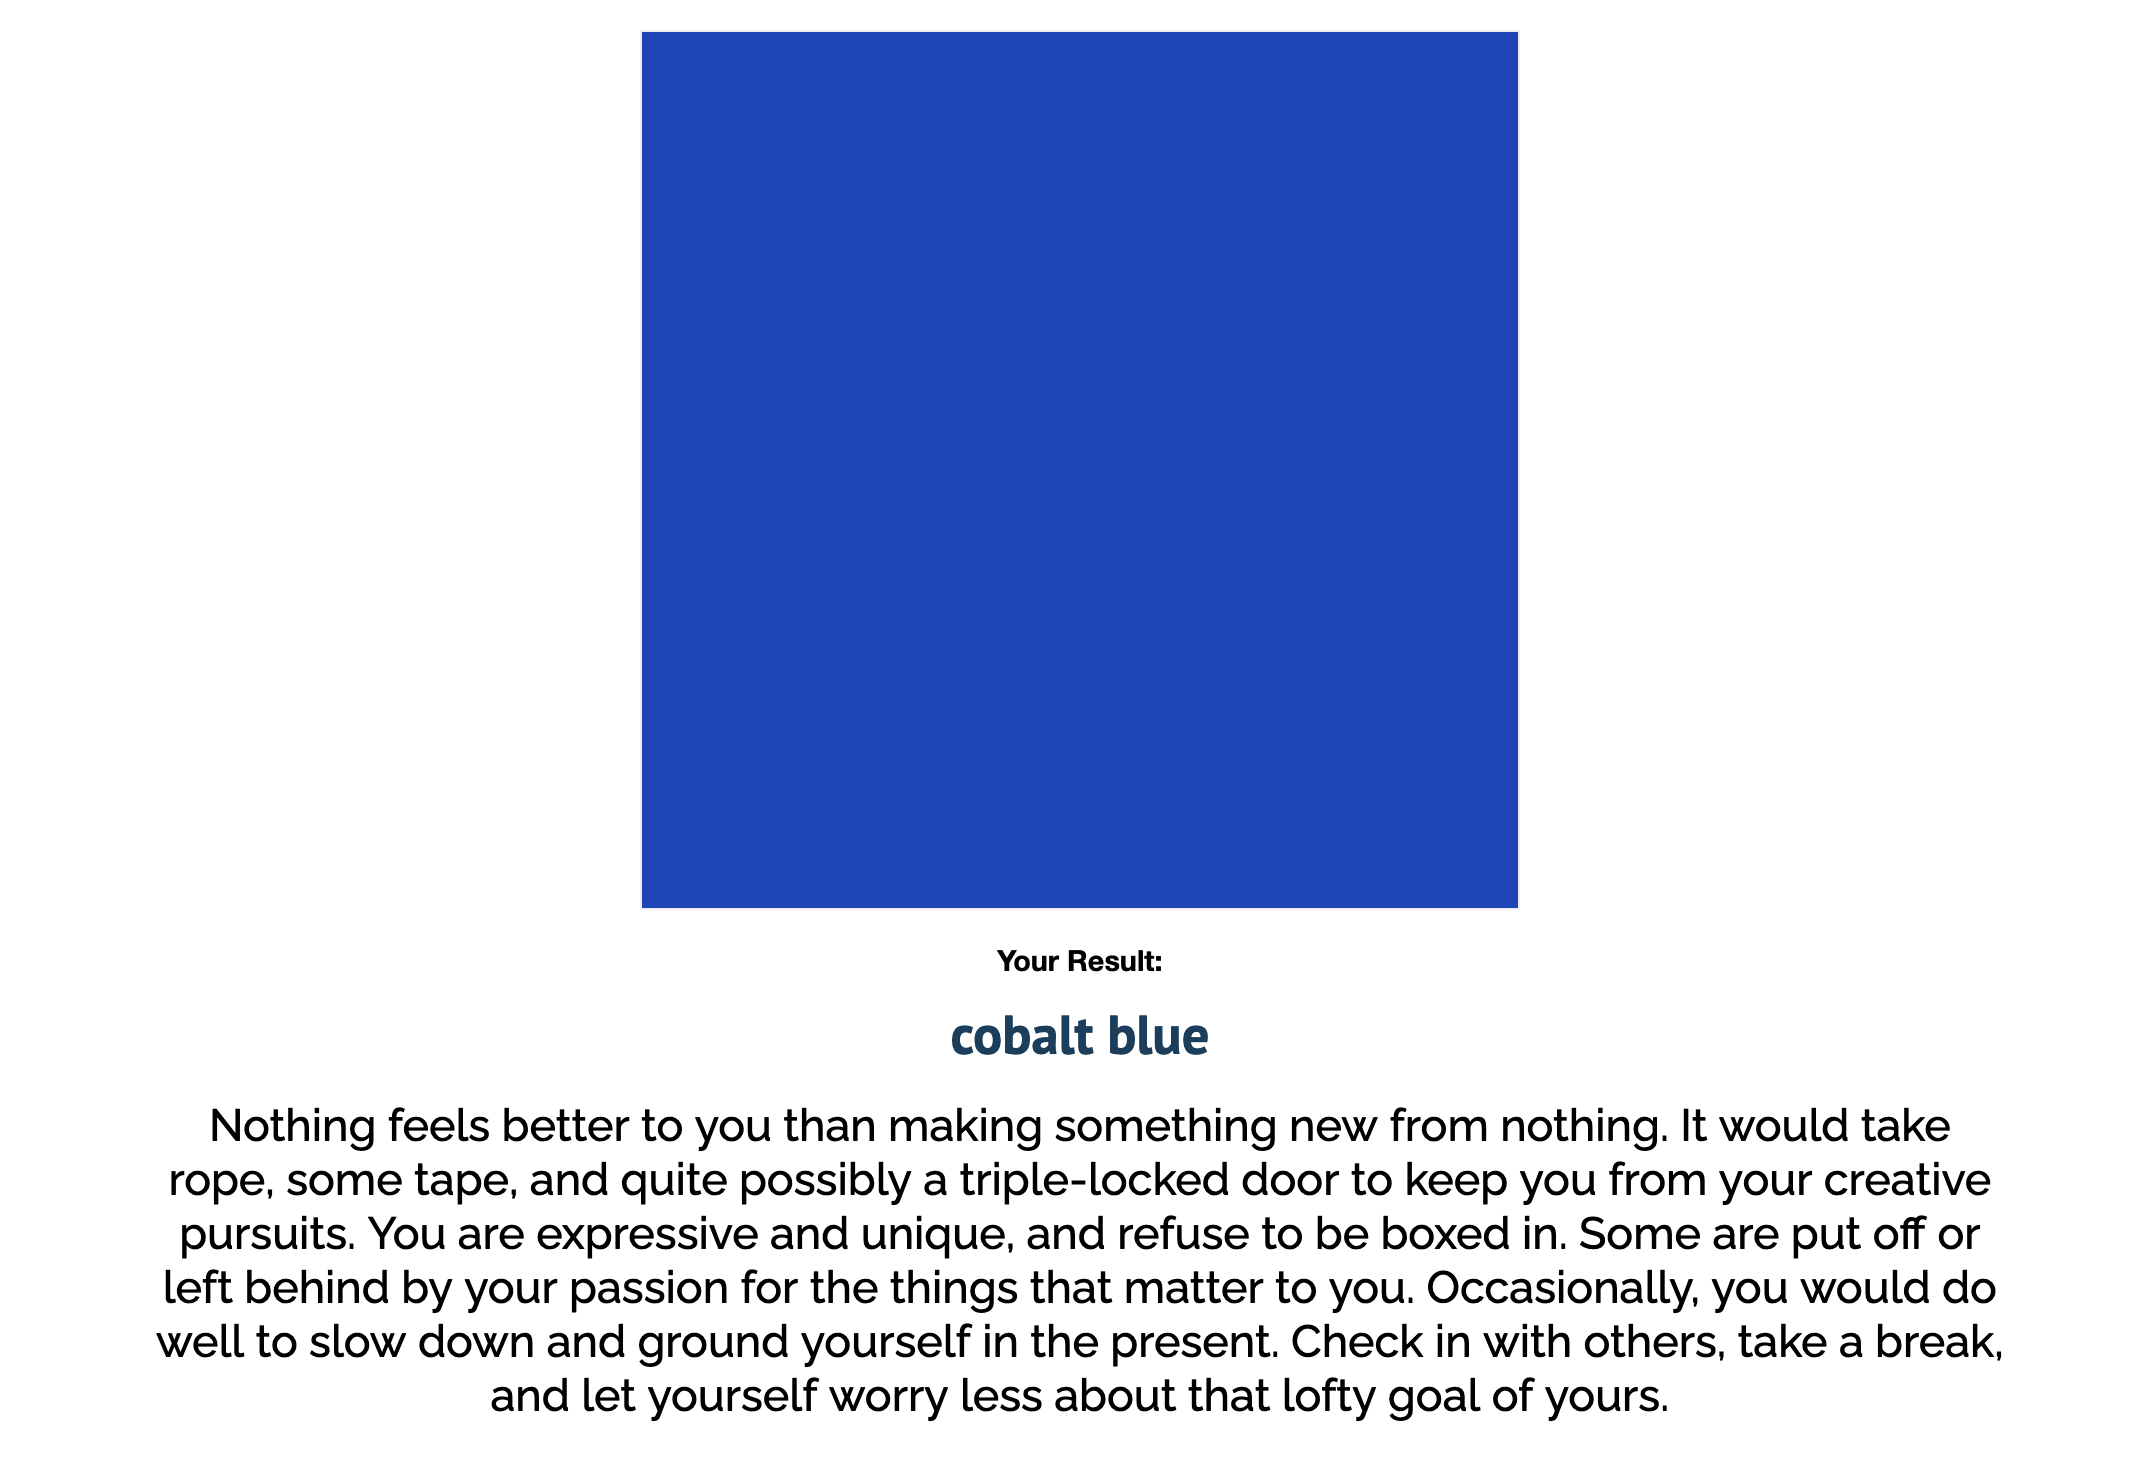 Your Result:
cobalt blue
Nothing feels better to you than making something new from nothing. It would take
rope, some tape, and quite possibly a triple-locked door to keep you from your creative
pursuits. You are expressive and unique, and refuse to be boxed in. Some are put off or
left behind by your passion for the things that matter to you. Occasionally, you would do
well to slow down and ground yourself in the present. Check in with others, take a break,
and let yourself worry less about that lofty goal of yours.